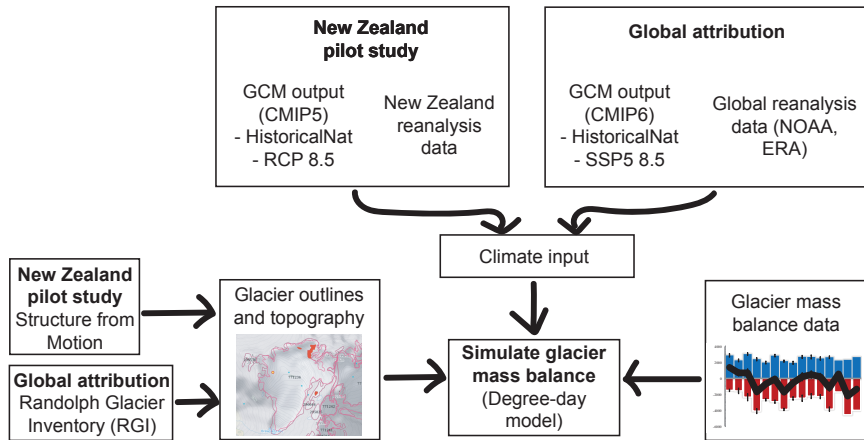 New Zealand
pilot study
GCM output
(CMIP5)
- HistoricalNat
- RCP 8.5
New Zealand
reanalysis
data
Global attribution
GCM output
(CMIP6)
- HistoricalNat
- SSP5 8.5
Global reanalysis
data (NOAA,
ERA)
Climate input
New Zealand
pilot study
Structure from
Motion
Global attribution
Randolph Glacier
Inventory (RGI)
Glacier outlines
and topography
Simulate glacier
mass balance
(Degree-day
model)
Glacier mass
balance data